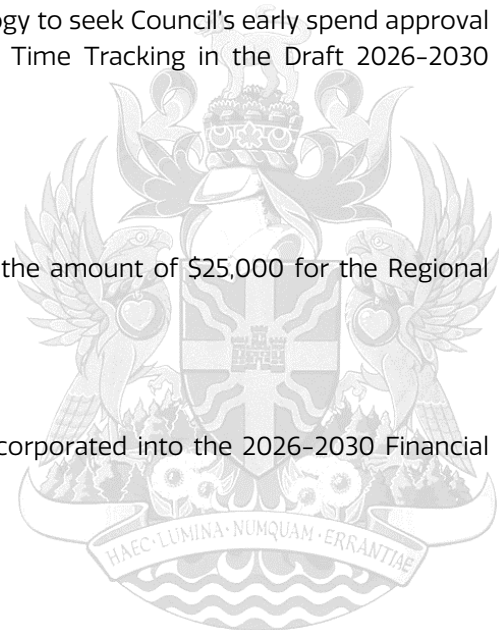 ogy to seek Council's early spend approval
Time Tracking in the Draft 2026-2030
the amount of $25,000 for the Regional
corporated into the 2026-2030 Financial
HAEC·LUMINA·NUMQUAM·ERRANTIAE